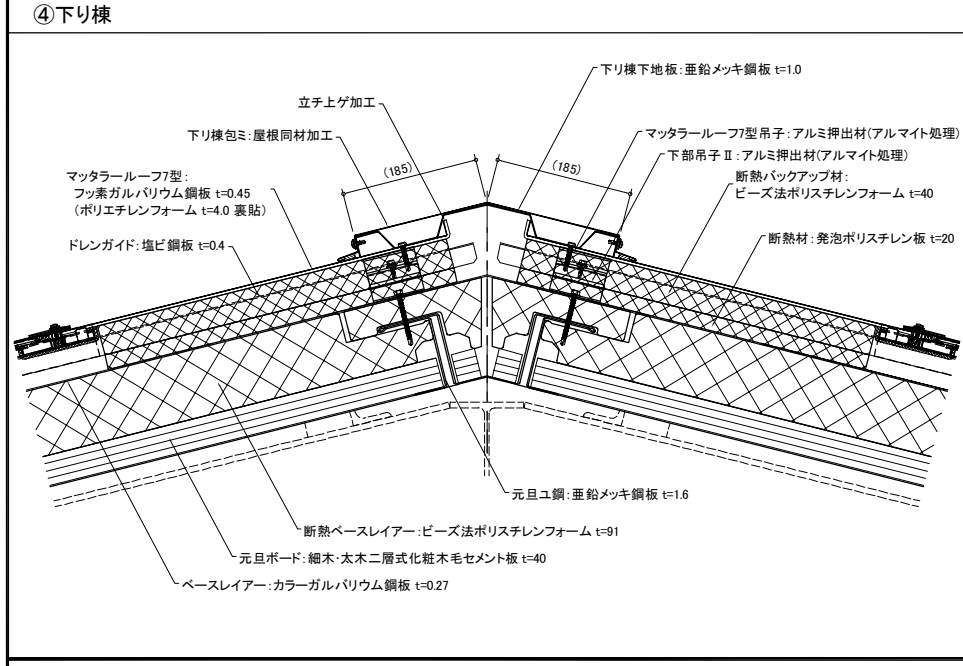 ④下り棟
下り棟下地板：亜鉛メッキ鋼板 t=1.0
立チ上ゲ加工
下り棟包ミ：屋根同材加工
マッタラールーフ7型吊子：アルミ押出材(アルマイト処理)
下部吊子Ⅱ：アルミ押出材(アルマイト処理)
(185)
(185)
マッタラールーフ7型：
フッ素ガルバリウム鋼板 t=0.45
(ポリエチレンフォーム t=4.0 裏貼)
断熱バックアップ材：
ビーズ法ポリスチレンフォーム t=40
ドレンガイド：塩ビ鋼板 t=0.4
断熱材：発泡ポリスチレン板 t=20
元旦ユ鋼：亜鉛メッキ鋼板 t=1.6
断熱ベースレイアー：ビーズ法ポリスチレンフォーム t=91
元旦ボード：細木・太木二層式化粧木毛セメント板 t=40
ベースレイアー：カラーガルバリウム鋼板 t=0.27